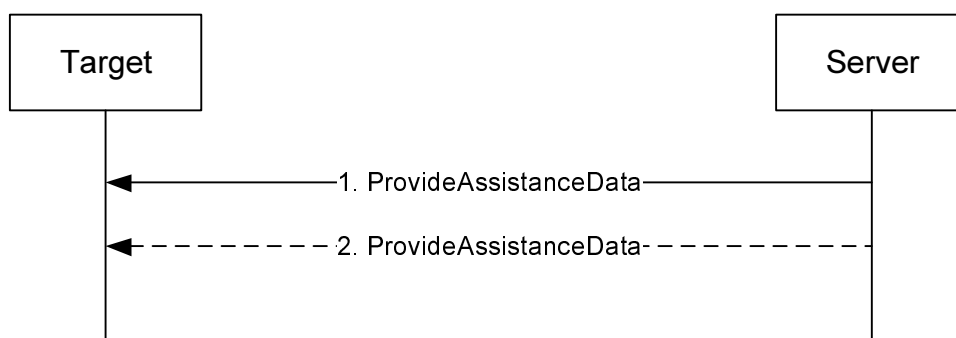 Target
Server
1. ProvideAssistanceData
2. ProvideAssistanceData